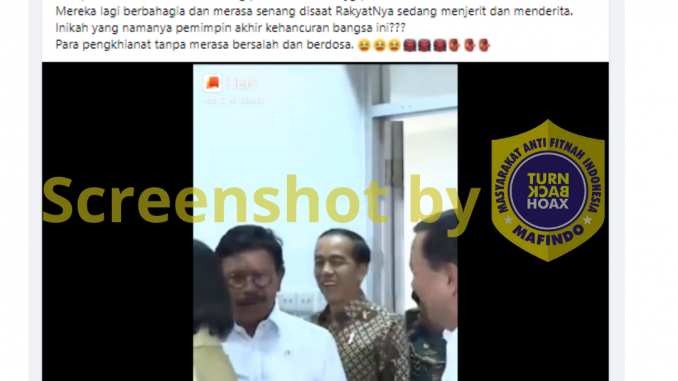 Mereka lagi berbahagia dan merasa senang disaat RakyatNya sedang menjerit dan menderita.
Inikah yang namanya pemimpin akhir kehancuran bangsa ini???
Para pengkhianat tanpa merasa bersalah dan berdosa.
Helo
Screenshot by
MASYARAKAT ANTI FITNAH INDONESIA
TURN
BACK
HOAX
MAFINDO